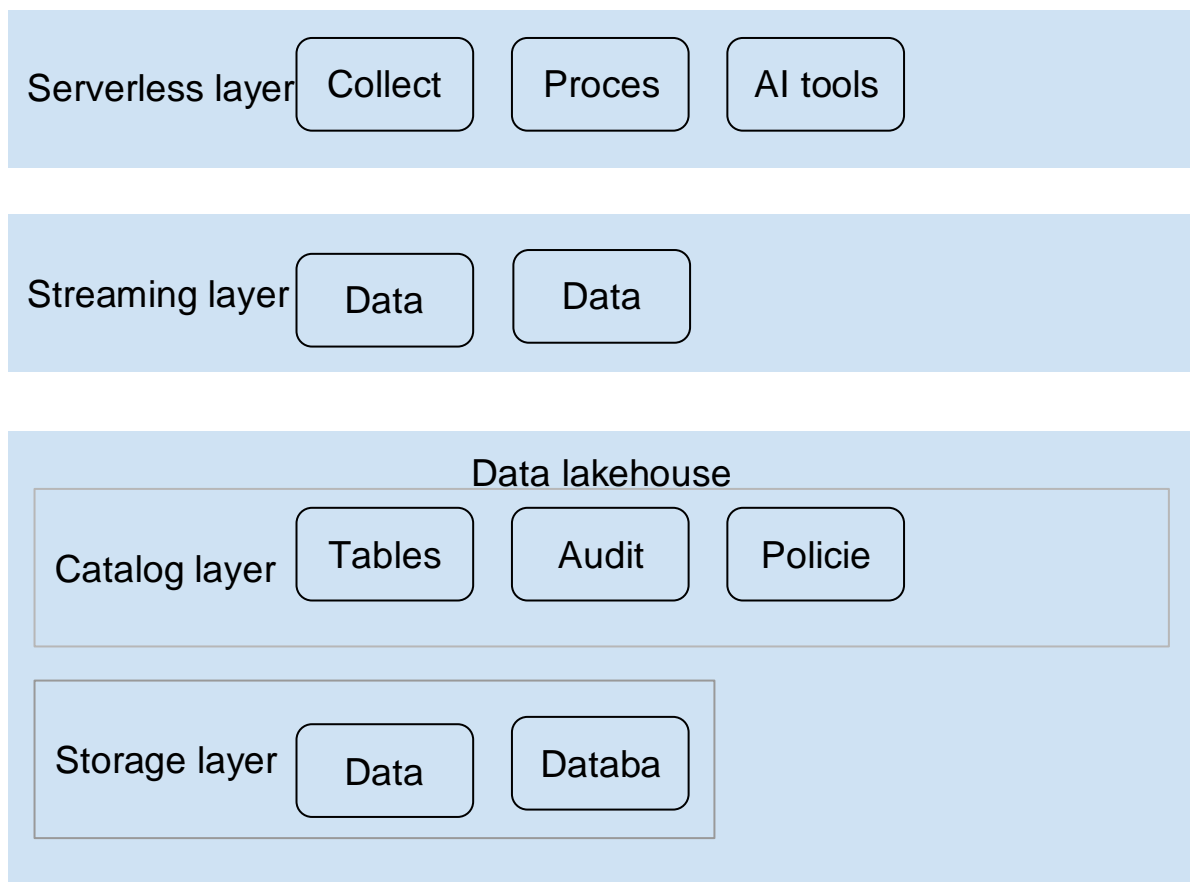 Serverless layer
Collect
Proces
AI tools
Streaming layer
Data
Data
Data lakehouse
Catalog layer
Tables
Audit
Policie
Storage layer
Data
Databa